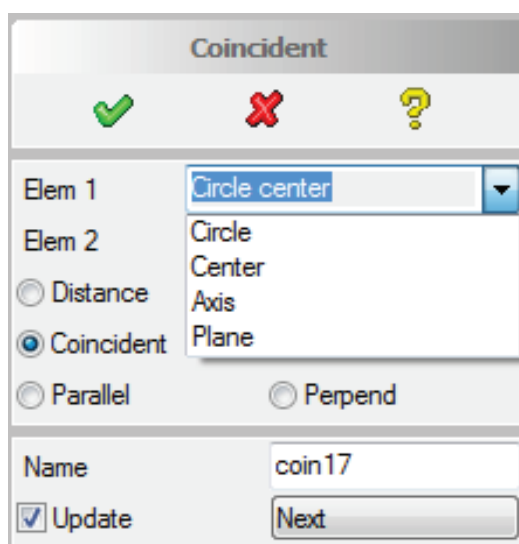 Coincident
Elem 1 Circle center
Elem 2 Circle
Center
Distance Axis
Coincident Plane
Parallel Perpend
Name coin17
Update Next